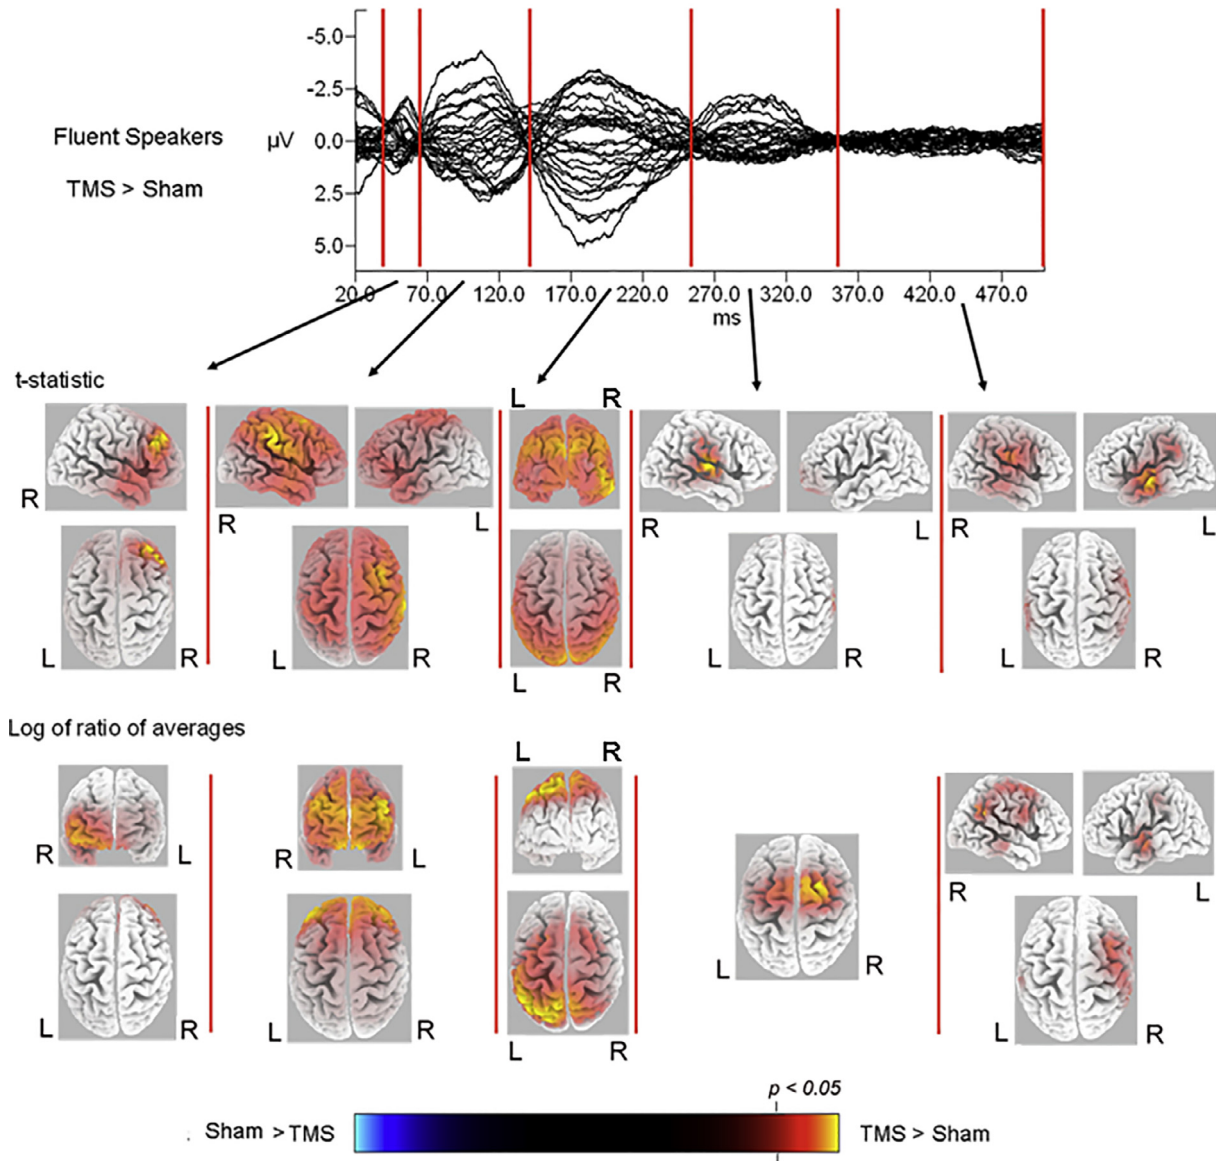 -5.0
-2.5
Fluent Speakers
µV
0.0
TMS > Sham
2.5
5.0
20.0 70.0 120.0 170.0 220.0 270.0 320.0 370.0 420.0 470.0
ms
t-statistic
L R
R
R L
R L
R L
L R
L R
L R
L R
L R
Log of ratio of averages
L R
R L
R L
R L
L R
L R
L R
L R
L R
p < 0.05
: Sham > TMS
TMS > Sham